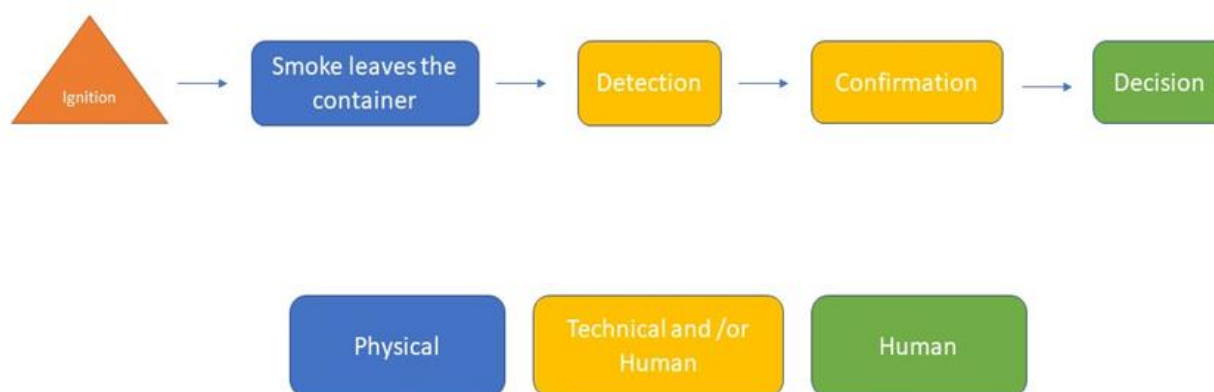 Ignition
Smoke leaves the
container
Detection
Confirmation
Decision
Physical
Technical and /or
Human
Human